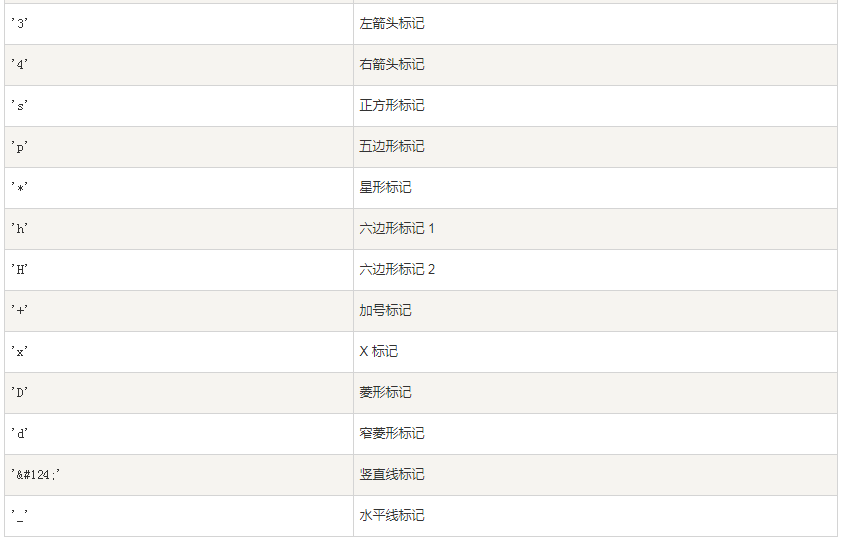 '3' 左箭头标记
'4' 右箭头标记
's' 正方形标记
'p' 五边形标记
'*' 星形标记
'h' 六边形标记 1
'H' 六边形标记 2
'+' 加号标记
'x' X 标记
'D' 菱形标记
'd' 窄菱形标记
'&#124;' 竖直线标记
'_' 水平线标记